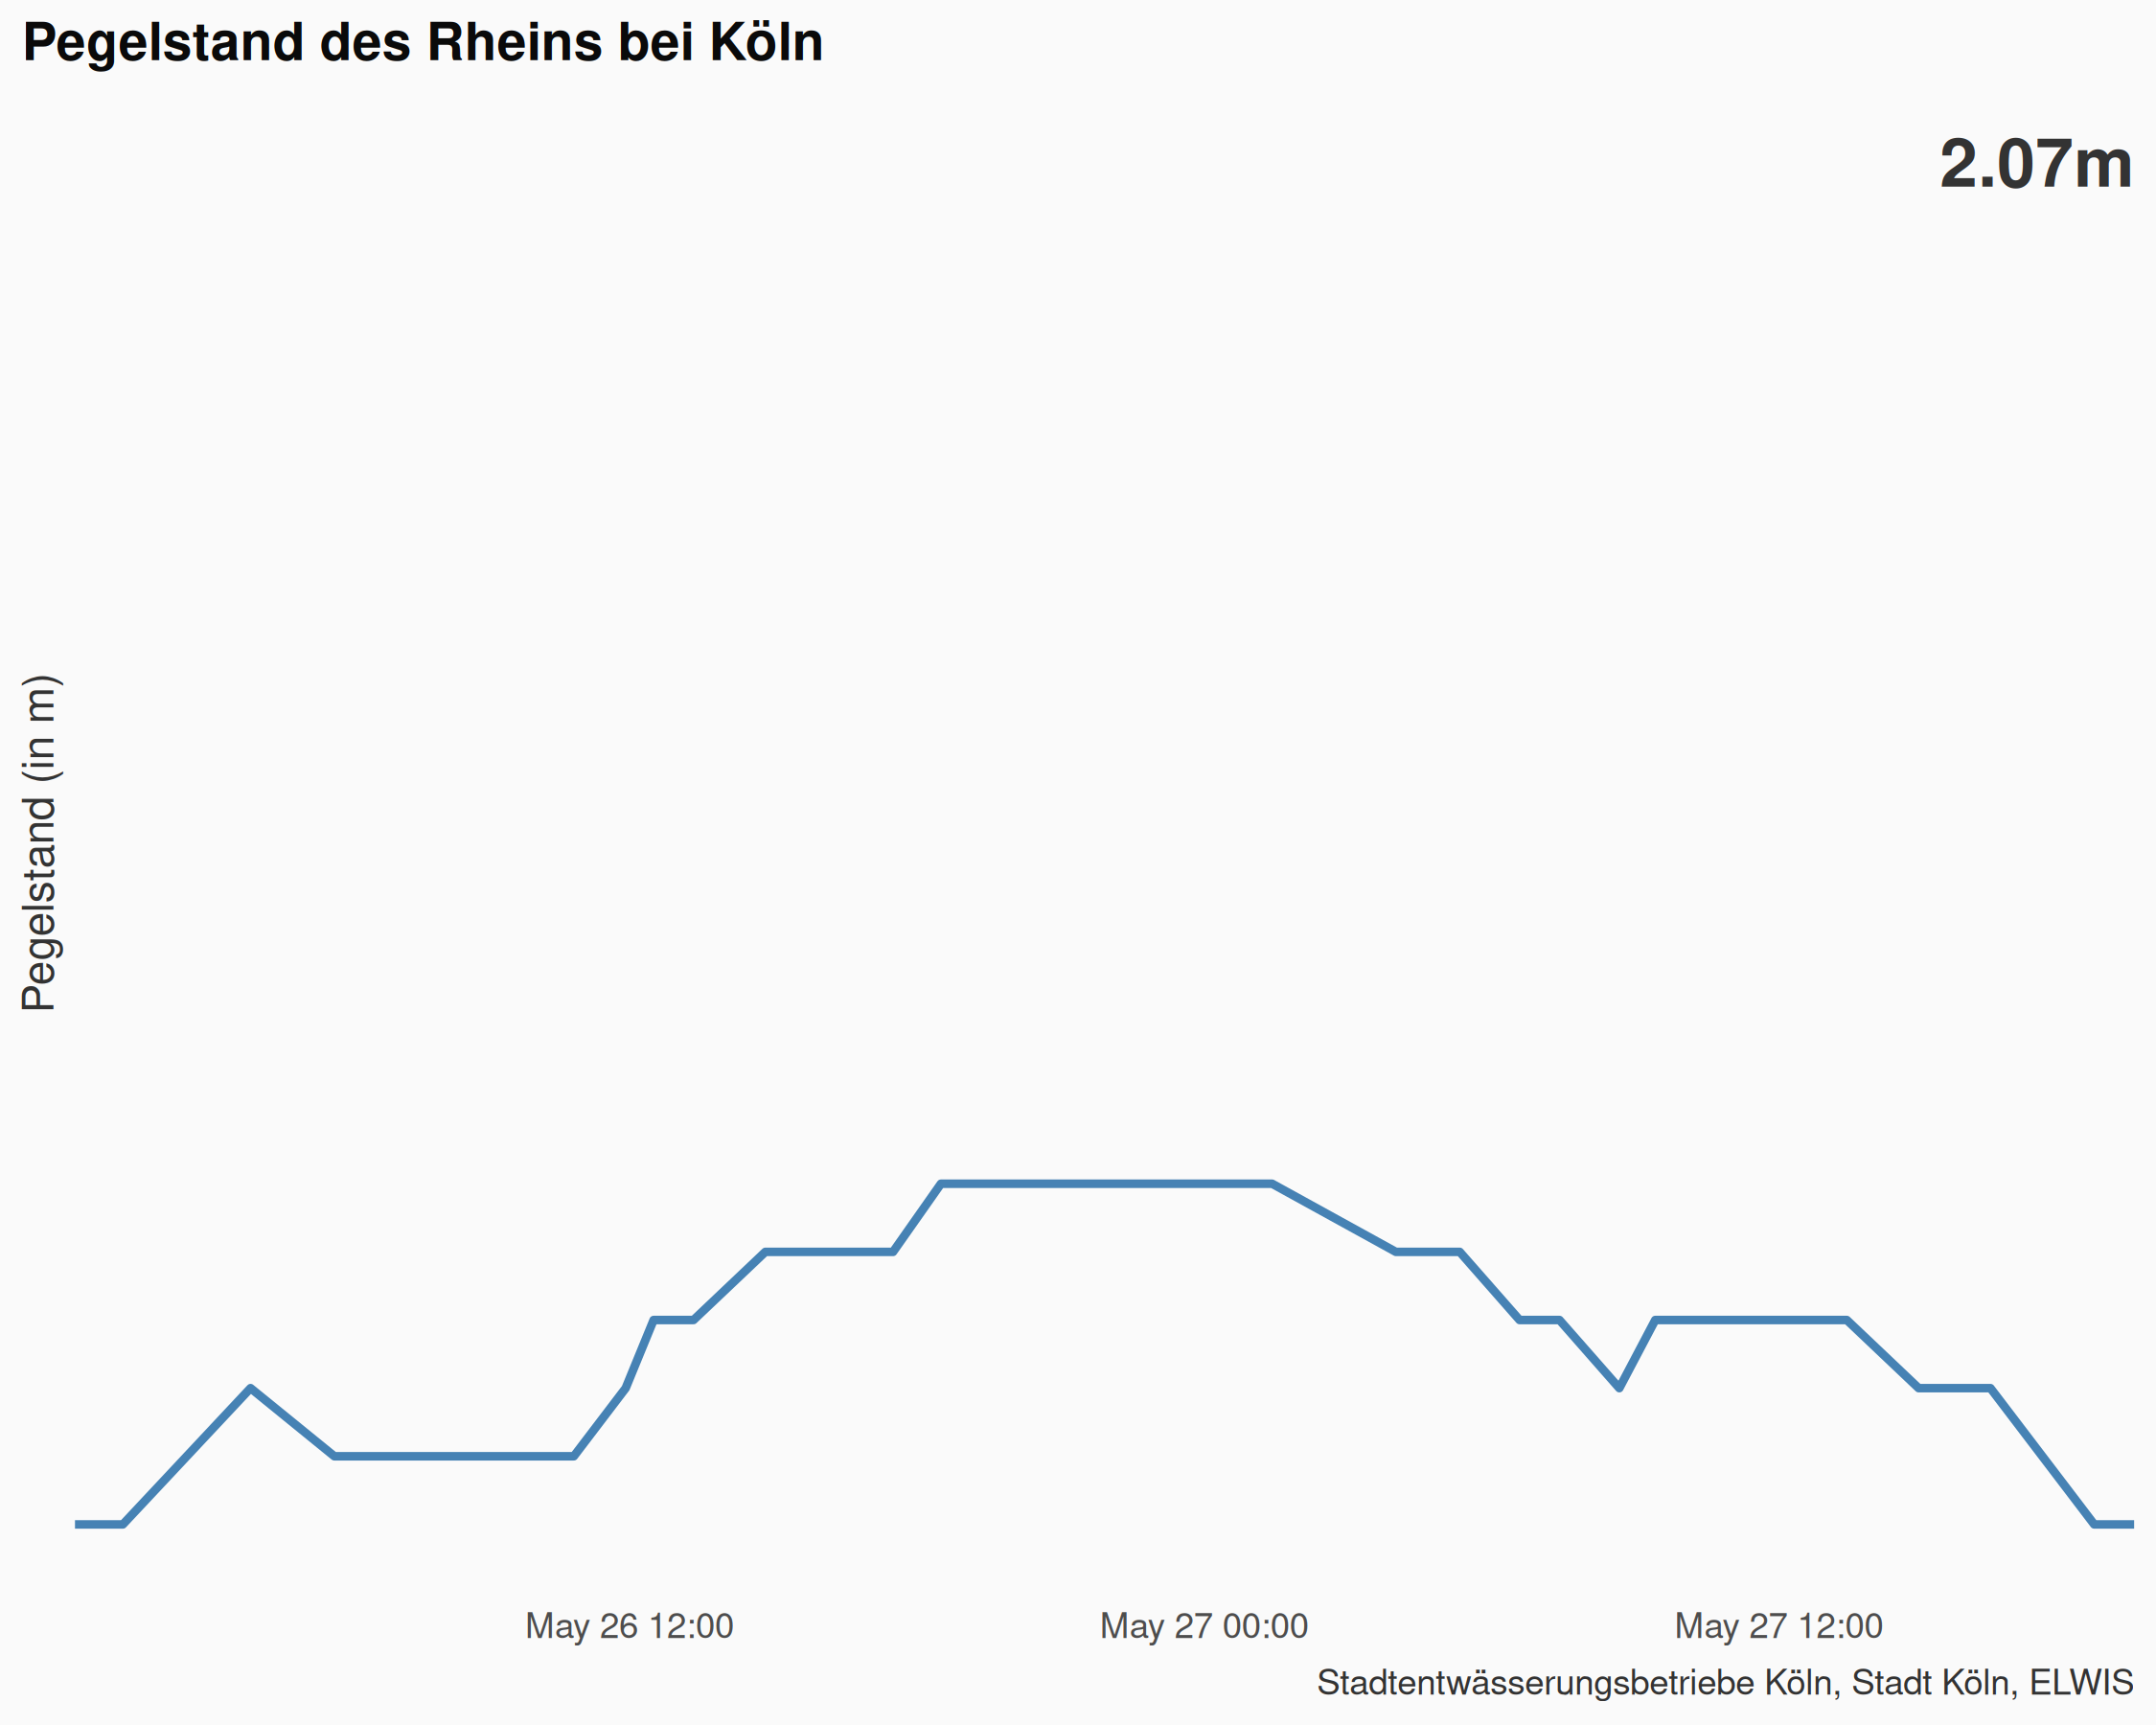 Pegelstand des Rheins bei Köln
2.07m
Pegelstand (in m)
May 26 12:00
May 27 00:00
May 27 12:00
Stadtentwässerungsbetriebe Köln, Stadt Köln, ELWIS